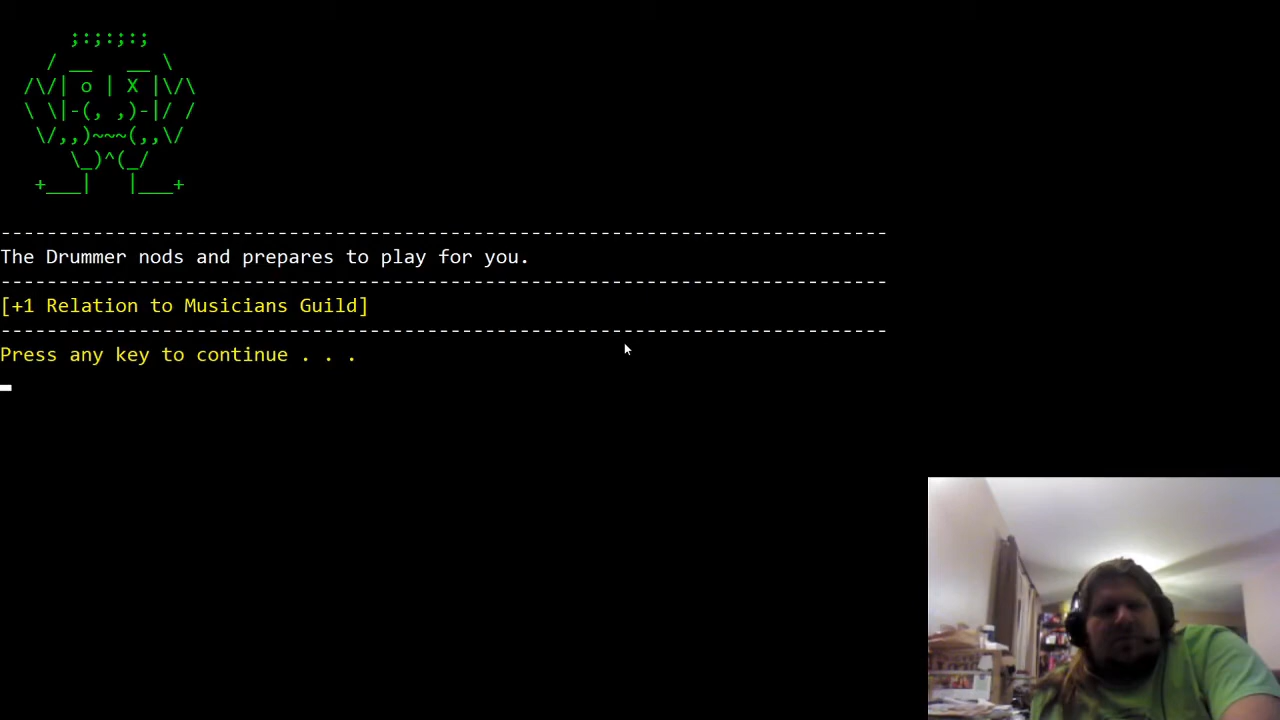 The Drummer nods and prepares to play for you.
[+1 Relation to Musicians Guild]
Press any key to continue . . .